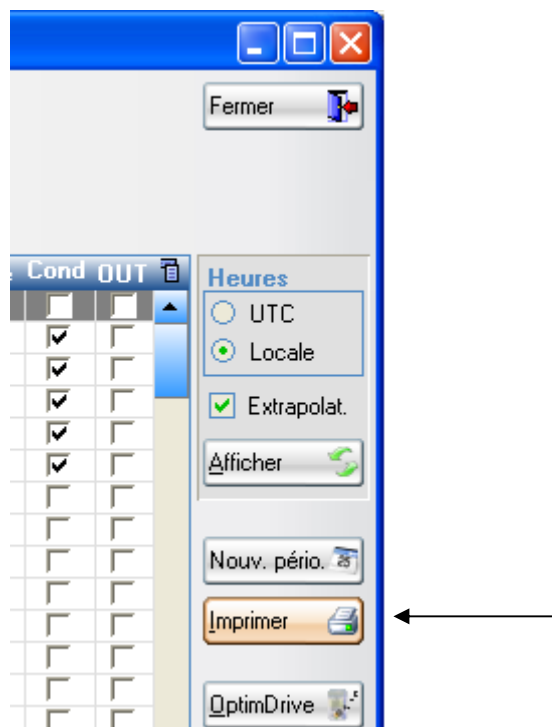 Fermer
Cond OUT
Heures
UTC
Locale
Extrapolat.
Afficher
Nouv. pério.
Imprimer
OptimDrive